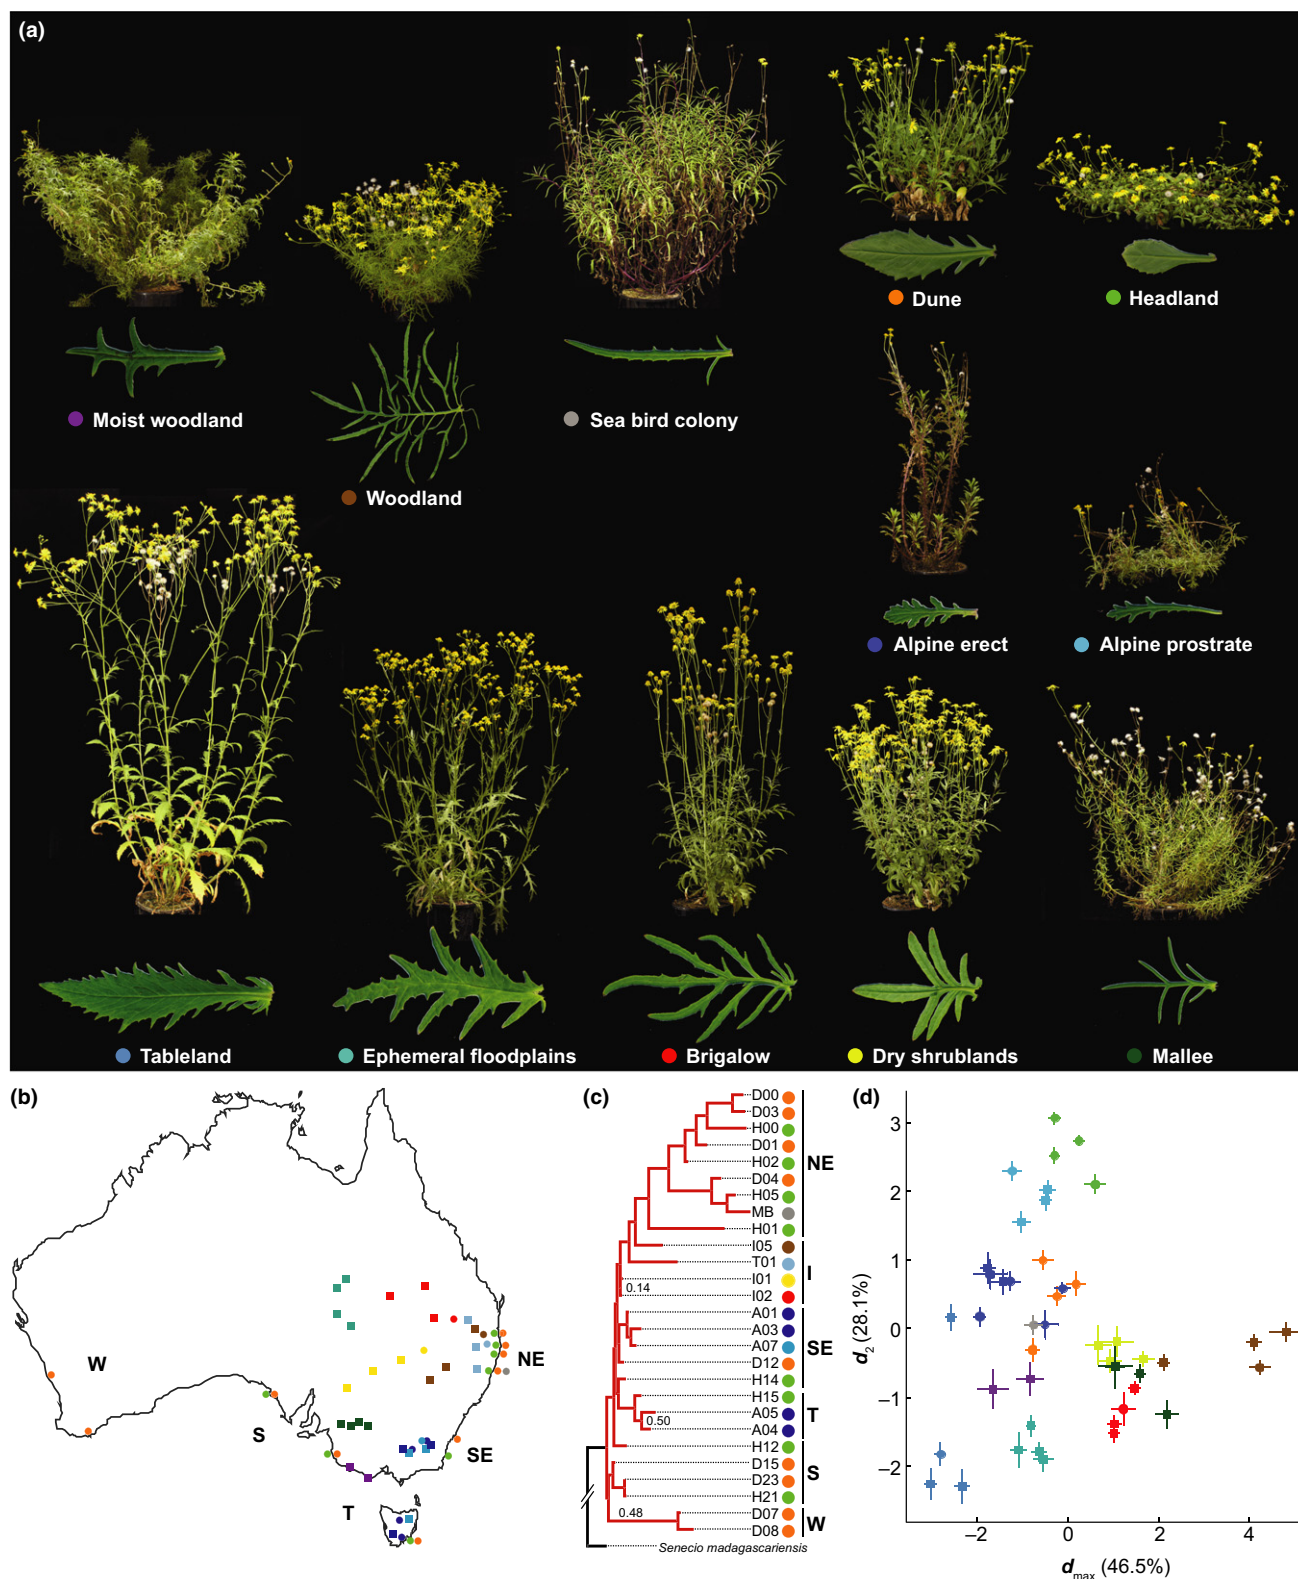 (a)
Dune
Headland
Moist woodland
Sea bird colony
Woodland
Alpine erect
Alpine prostrate
Tableland
Ephemeral floodplains
Brigalow
Dry shrublands
Mallee
(b)
W
S
NE
SE
T
(c)
D00
D03
H00
D01
H02
NE
D04
H05
MB
H01
I05
T01
I
I01
0.14
I02
A01
A03
SE
A07
D12
H14
H15
T
A05
0.50
A04
H12
D15
S
D23
H21
0.48
D07
W
D08
Senecio madagascariensis
(d)
3
2
1
0
−1
−2
d2 (28.1%)
−2 0 2 4
dmax (46.5%)